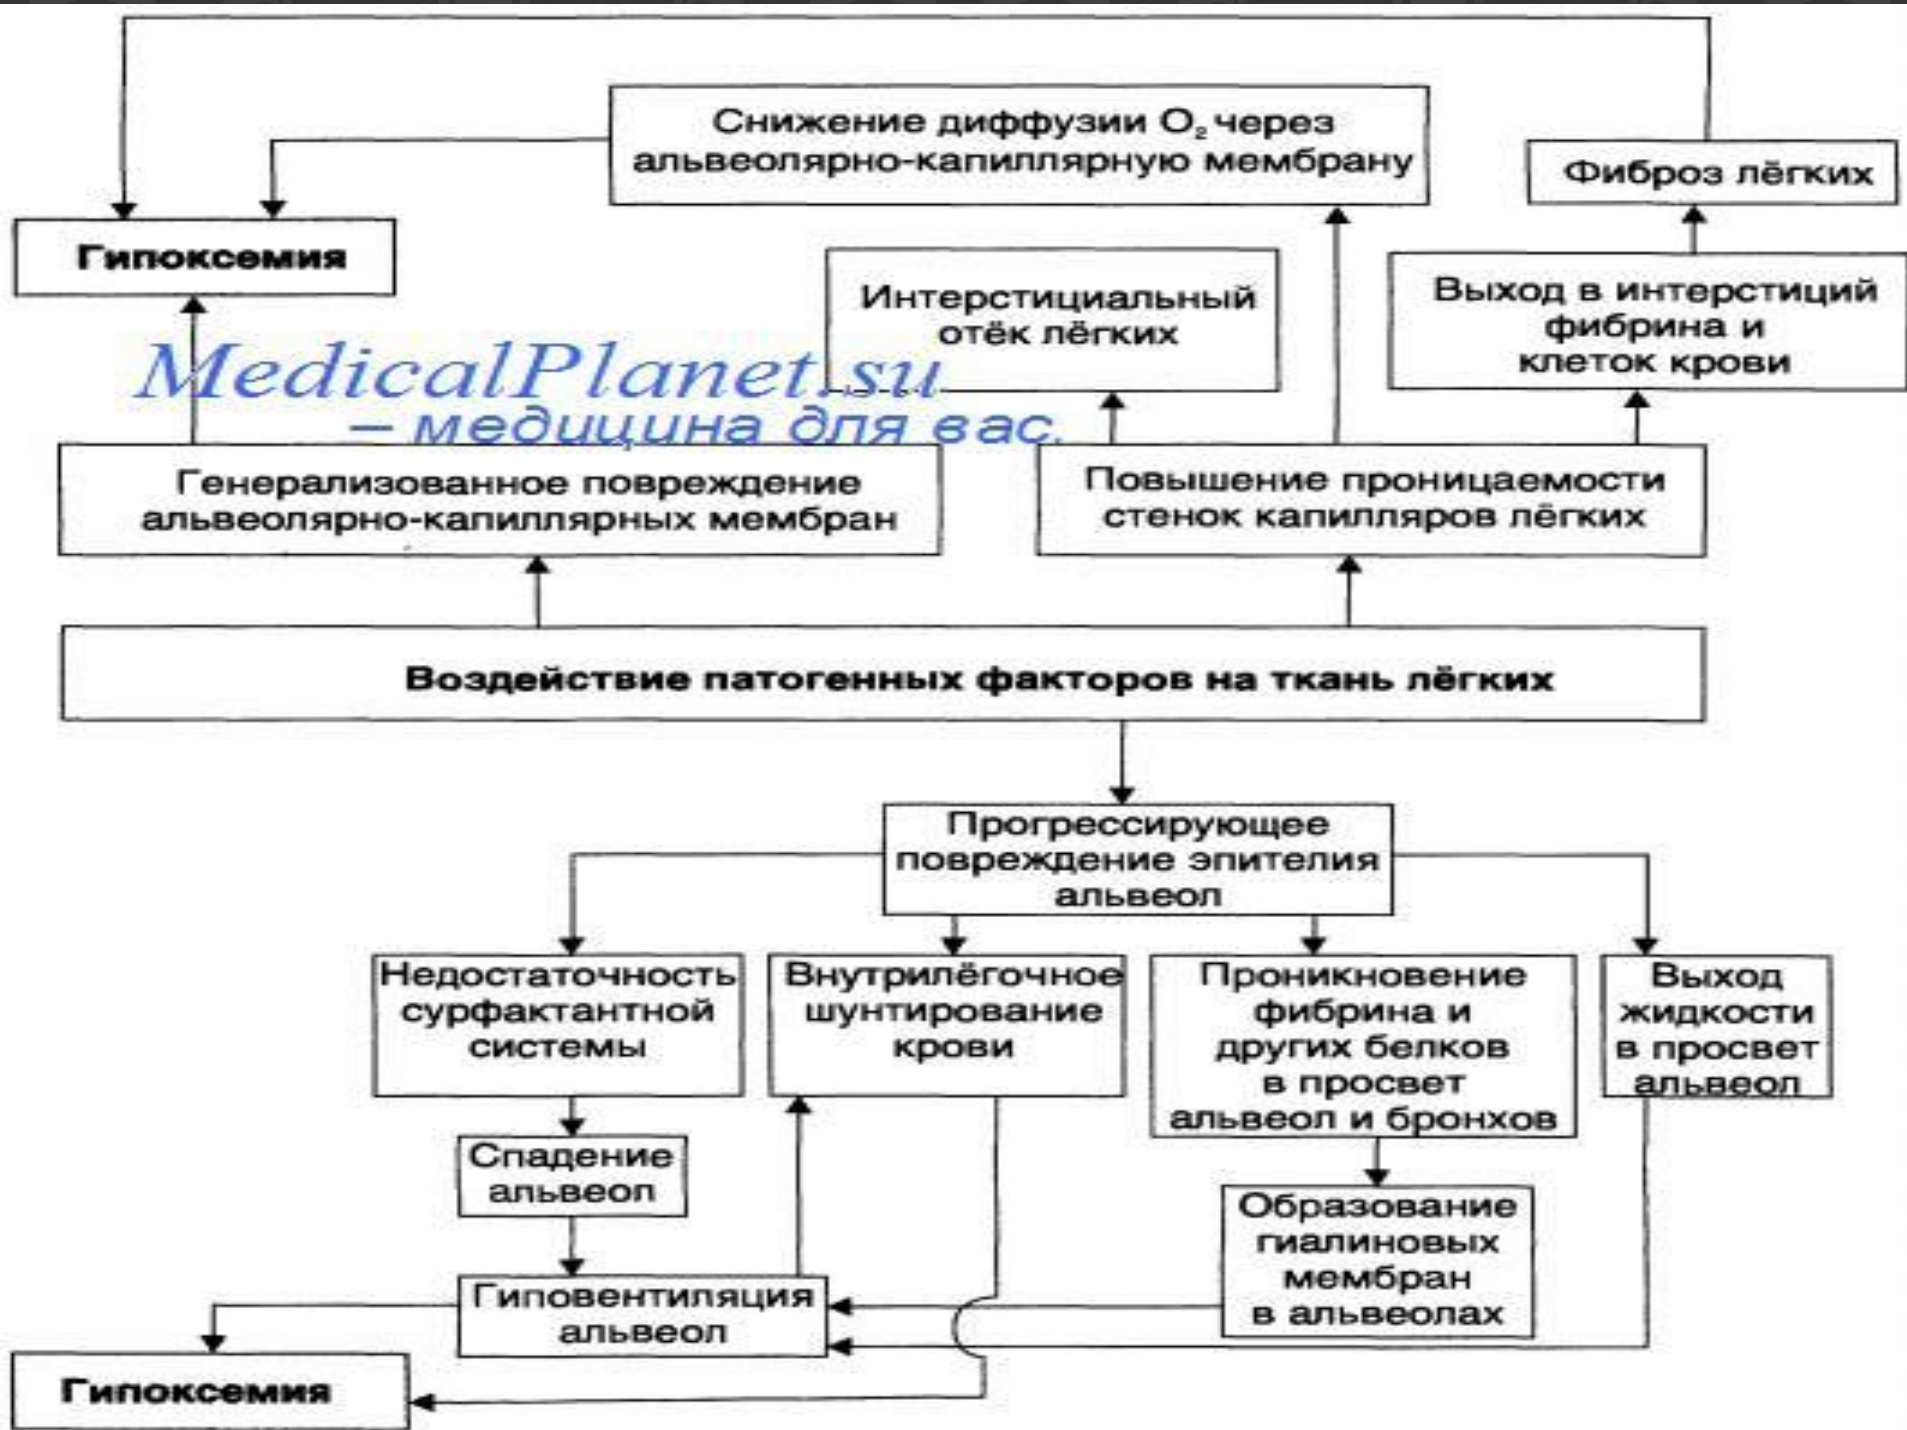 Снижение диффузии O₂ через
альвеолярно-капиллярную мембрану
Фиброз лёгких
Гипоксемия
Интерстициальный
отёк лёгких
Выход в интерстиций
фибрина и
клеток крови
MedicalPlanet.su
– медицина для вас.
Генерализованное повреждение
альвеолярно-капиллярных мембран
Повышение проницаемости
стенок капилляров лёгких
Воздействие патогенных факторов на ткань лёгких
Прогрессирующее
повреждение эпителия
альвеол
Недостаточность
сурфактантной
системы
Внутрилёгочное
шунтирование
крови
Проникновение
фибрина и
других белков
в просвет
альвеол и бронхов
Выход
жидкости
в просвет
альвеол
Спадение
альвеол
Образование
гиалиновых
мембран
в альвеолах
Гиповентиляция
альвеол
Гипоксемия